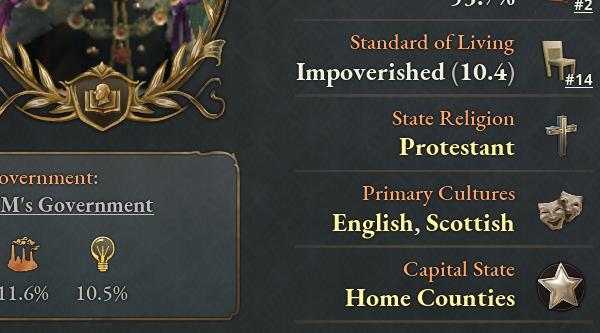 #2
Standard of Living
Impoverished (10.4)
#14
State Religion
Protestant
overnment:
M's Government
Primary Cultures
English, Scottish
11.6% 10.5%
Capital State
Home Counties